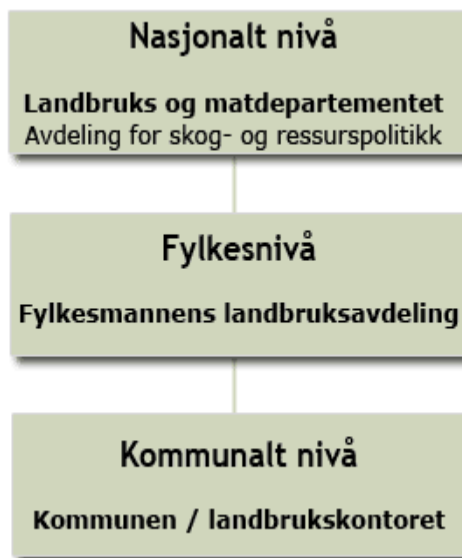 Nasjonalt nivå
Landbruks og matdepartementet
Avdeling for skog- og ressurspolitikk
Fylkesnivå
Fylkesmannens landbruksavdeling
Kommunalt nivå
Kommunen / landbrukskontoret